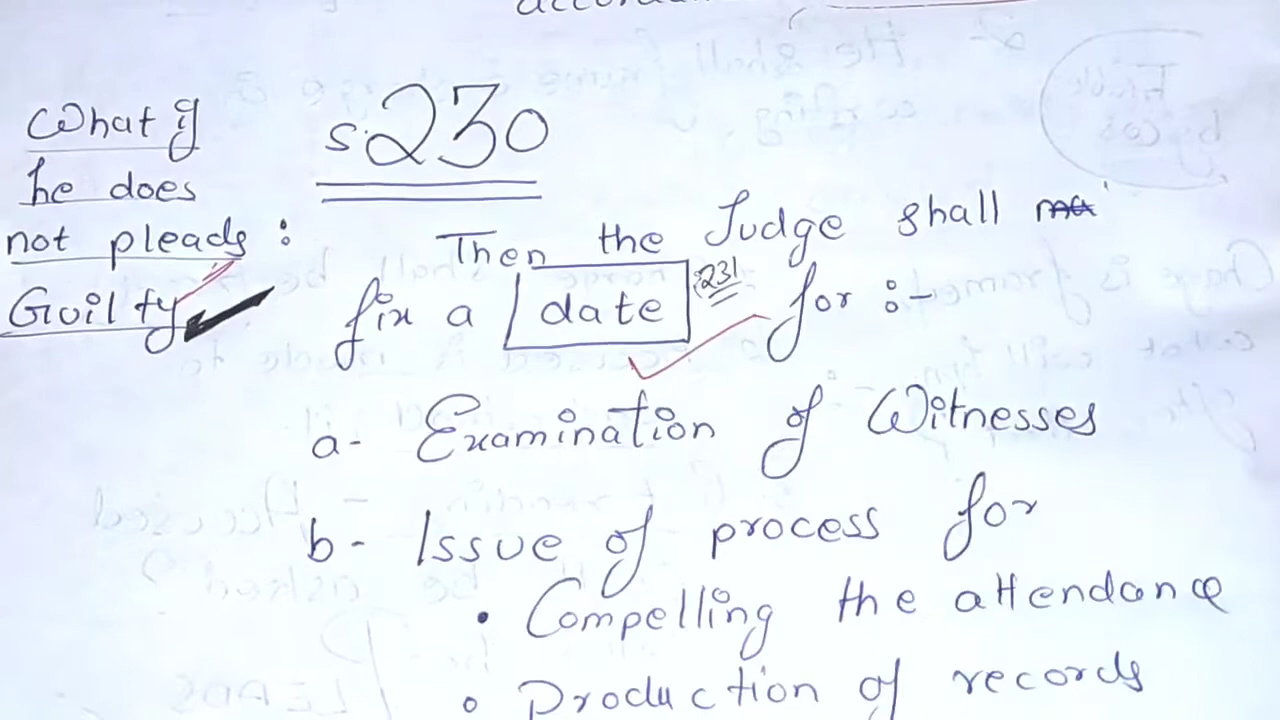 What if
he does
not pleads :
Guilty
s.230
Then the Judge shall
fix a date :231 for :-
a- Examination of Witnesses
b- Issue of process for
• Compelling the attendance
• Production of records